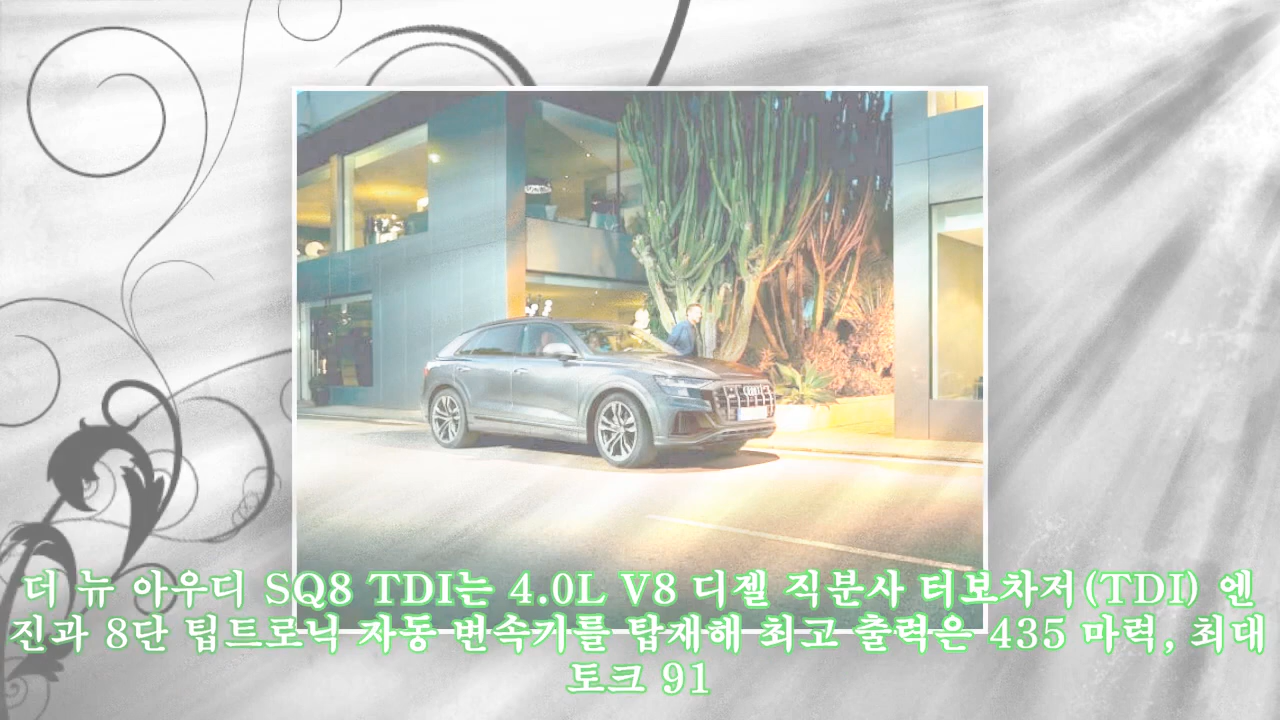 더 뉴 아우디 SQ8 TDI는 4.0L V8 디젤 직분사 터보차저(TDI) 엔
진과 8단 팁트로닉 자동 변속기를 탑재해 최고 출력은 435 마력, 최대
토크 91